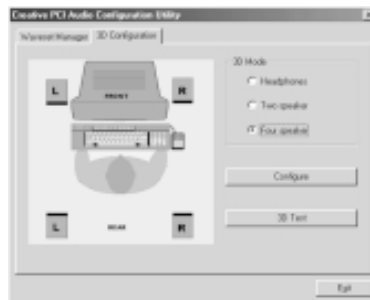 Creative PCI Audio Configuration Utility
Waveset Manager
3D Configuration
3D Mode
L
FRONT
R
Headphones
Two speaker
Four speaker
Configure
3D Test
L
REAR
R
Exit